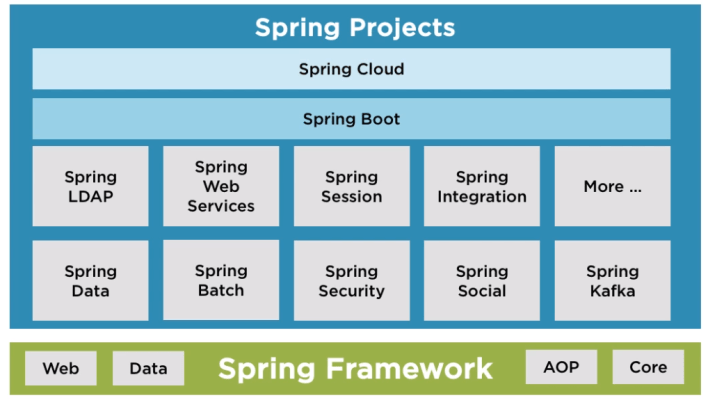 Spring Projects
Spring Cloud
Spring Boot
Spring
LDAP
Spring
Web
Services
Spring
Session
Spring
Integration
More ...
Spring
Data
Spring
Batch
Spring
Security
Spring
Social
Spring
Kafka
Web
Data
Spring Framework
AOP
Core